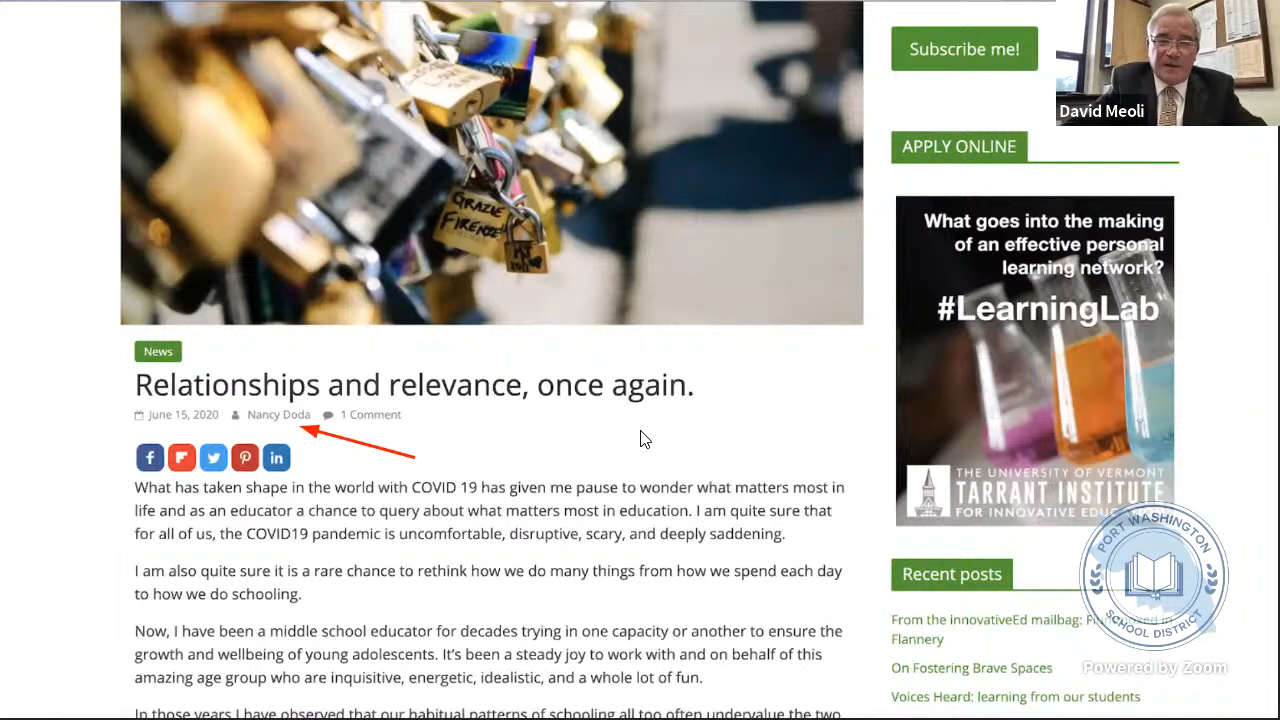 GRAZIE
FIRENZE
News
Relationships and relevance, once again.
June 15, 2020 Nancy Doda 1 Comment
What has taken shape in the world with COVID 19 has given me pause to wonder what matters most in
life and as an educator a chance to query about what matters most in education. I am quite sure that
for all of us, the COVID19 pandemic is uncomfortable, disruptive, scary, and deeply saddening.
I am also quite sure it is a rare chance to rethink how we do many things from how we spend each day
to how we do schooling.
Now, I have been a middle school educator for decades trying in one capacity or another to ensure the
growth and wellbeing of young adolescents. It's been a steady joy to work with and on behalf of this
amazing age group who are inquisitive, energetic, idealistic, and a whole lot of fun.
In those years I have observed that our habitual patterns of schooling all too often undervalue the two
Subscribe me!
David Meoli
APPLY ONLINE
What goes into the making
of an effective personal
learning network?
#LearningLab
THE UNIVERSITY OF VERMONT
TARRANT INSTITUTE
FOR INNOVATIVE EDUCATION
PORT WASHINGTON
SCHOOL DISTRICT
Powered by Zoom
Recent posts
From the innovativeEd mailbag: in
Flannery
On Fostering Brave Spaces
Voices Heard: learning from our students